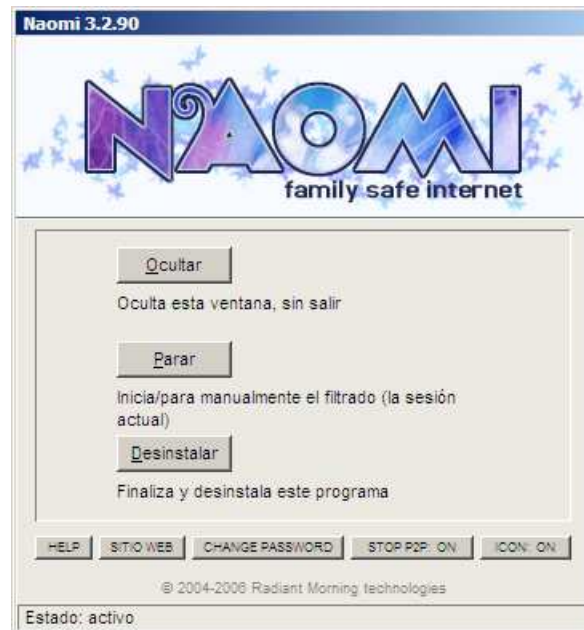 Naomi 3.2.90
NAOMI
family safe internet
Ocultar
Oculta esta ventana, sin salir
Parar
Inicia/para manualmente el filtrado (la sesión
actual)
Desinstalar
Finaliza y desinstala este programa
HELP SITIO WEB CHANGE PASSWORD STOP P2P: ON ICON: ON
© 2004-2006 Radiant Morning technologies
Estado: activo